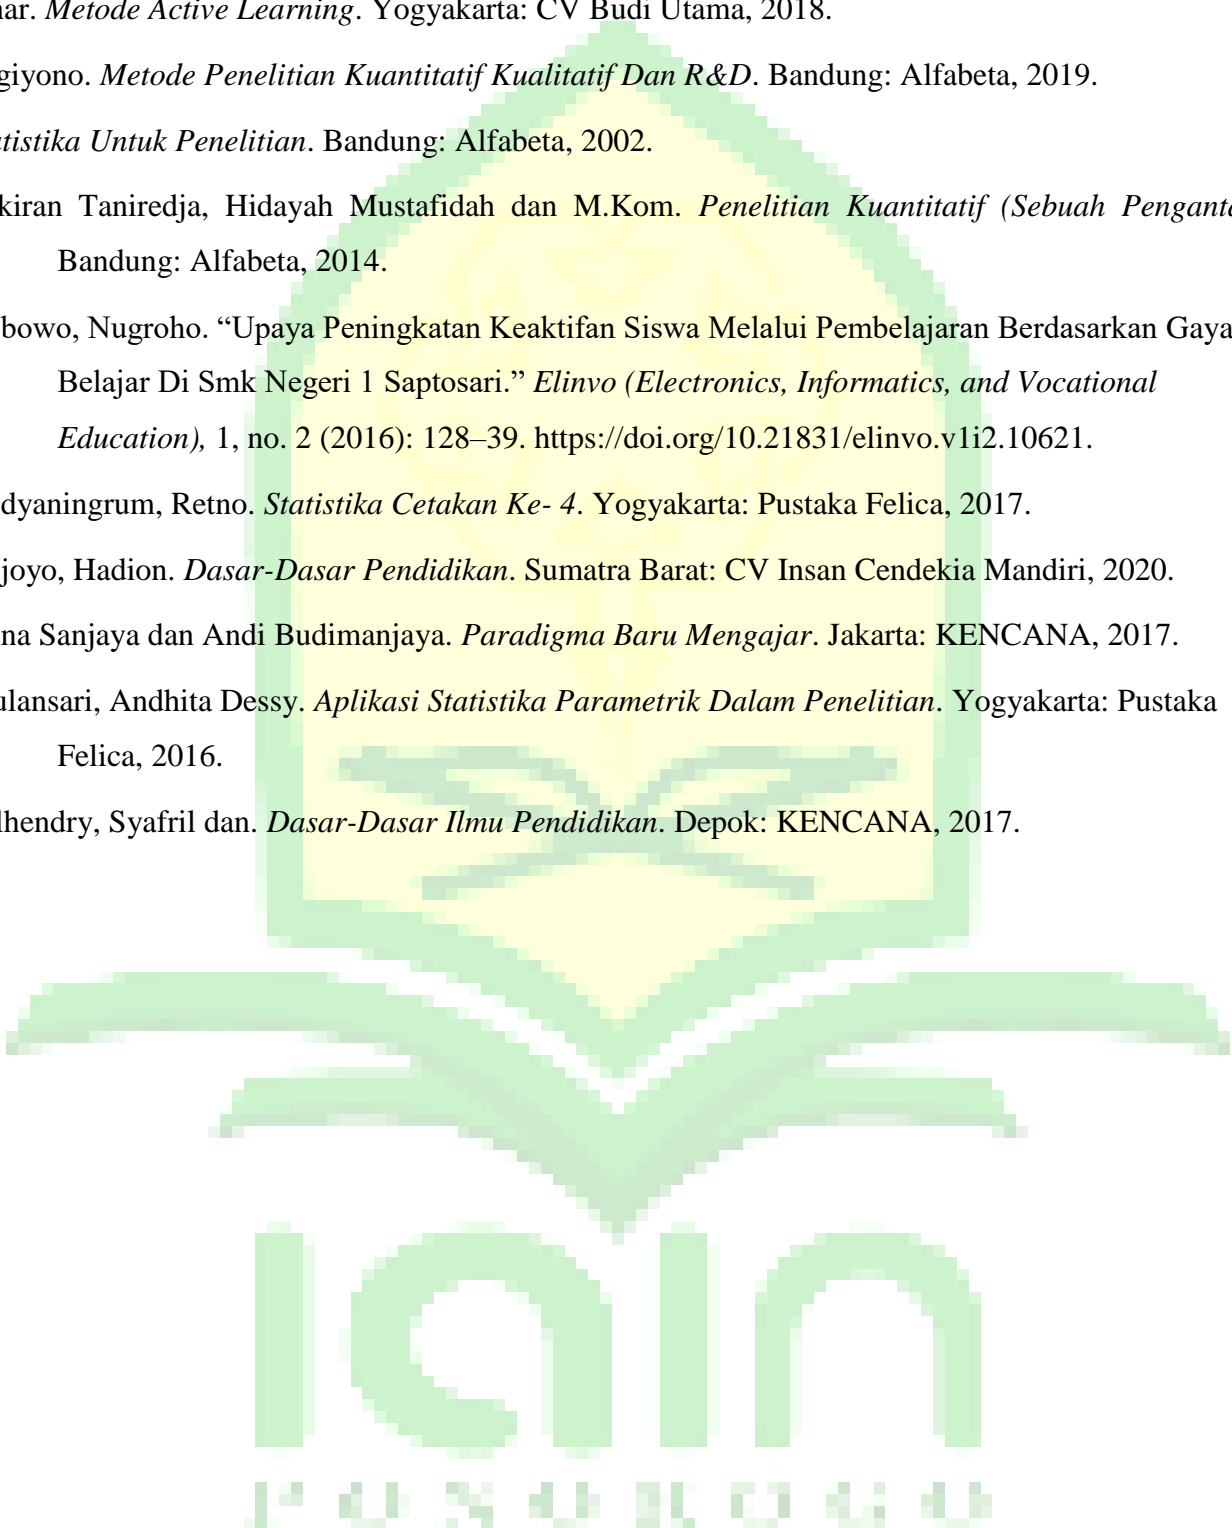 nar. Metode Active Learning. Yogyakarta: CV Budi Utama, 2018.
giyono. Metode Penelitian Kuantitatif Kualitatif Dan R&D. Bandung: Alfabeta, 2019.
tistika Untuk Penelitian. Bandung: Alfabeta, 2002.
kiran Taniredja, Hidayah Mustafidah dan M.Kom. Penelitian Kuantitatif (Sebuah Penganta
Bandung: Alfabeta, 2014.
bowo, Nugroho. “Upaya Peningkatan Keaktifan Siswa Melalui Pembelajaran Berdasarkan Gaya
Belajar Di Smk Negeri 1 Saptosari.” Elinvo (Electronics, Informatics, and Vocational
Education), 1, no. 2 (2016): 128–39. https://doi.org/10.21831/elinvo.v1i2.10621.
dyaningrum, Retno. Statistika Cetakan Ke- 4. Yogyakarta: Pustaka Felica, 2017.
joyo, Hadion. Dasar-Dasar Pendidikan. Sumatra Barat: CV Insan Cendekia Mandiri, 2020.
na Sanjaya dan Andi Budimanjaya. Paradigma Baru Mengajar. Jakarta: KENCANA, 2017.
ulansari, Andhita Dessy. Aplikasi Statistika Parametrik Dalam Penelitian. Yogyakarta: Pustaka
Felica, 2016.
lhendry, Syafril dan. Dasar-Dasar Ilmu Pendidikan. Depok: KENCANA, 2017.
iain
PONOROGO